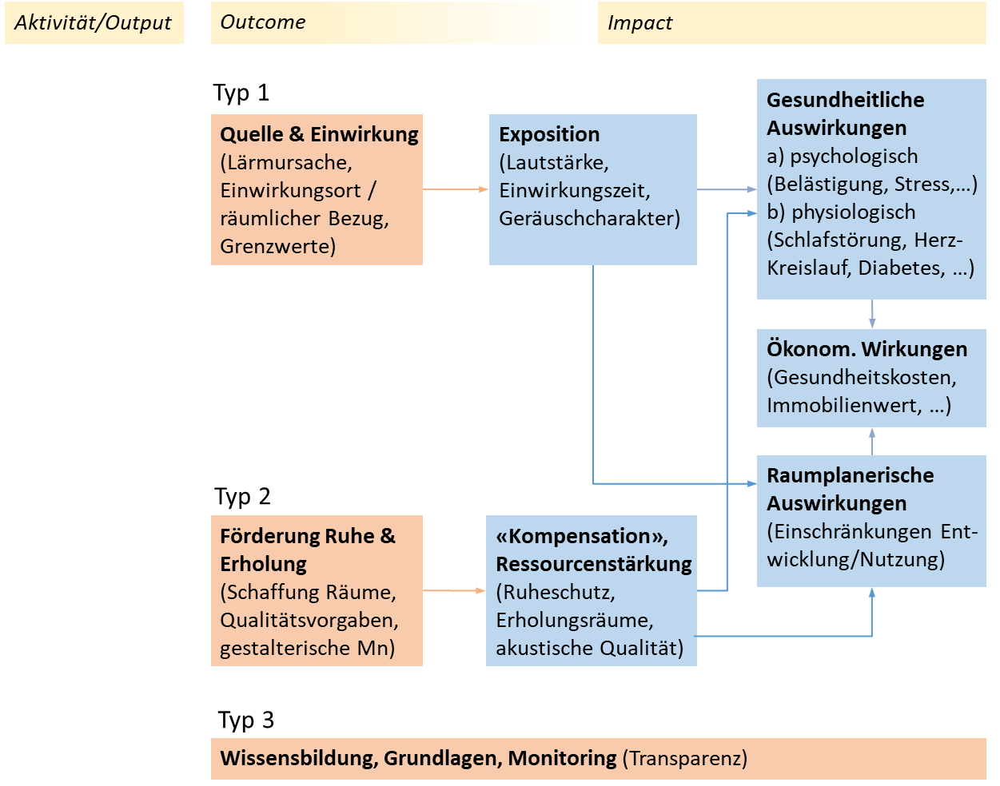 Aktivität/Output
Outcome
Impact
Typ 1
Quelle & Einwirkung
(Lärmursache,
Einwirkungsort /
räumlicher Bezug,
Grenzwerte)
Exposition
(Lautstärke,
Einwirkungszeit,
Geräuschcharakter)
Gesundheitliche
Auswirkungen
a) psychologisch
(Belästigung, Stress,…)
b) physiologisch
(Schlafstörung, Herz-
Kreislauf, Diabetes, …)
Ökonom. Wirkungen
(Gesundheitskosten,
Immobilienwert, …)
Raumplanerische
Auswirkungen
(Einschränkungen Ent-
wicklung/Nutzung)
Typ 2
Förderung Ruhe &
Erholung
(Schaffung Räume,
Qualitätsvorgaben,
gestalterische Mn)
«Kompensation»,
Ressourcenstärkung
(Ruheschutz,
Erholungsräume,
akustische Qualität)
Typ 3
Wissensbildung, Grundlagen, Monitoring (Transparenz)